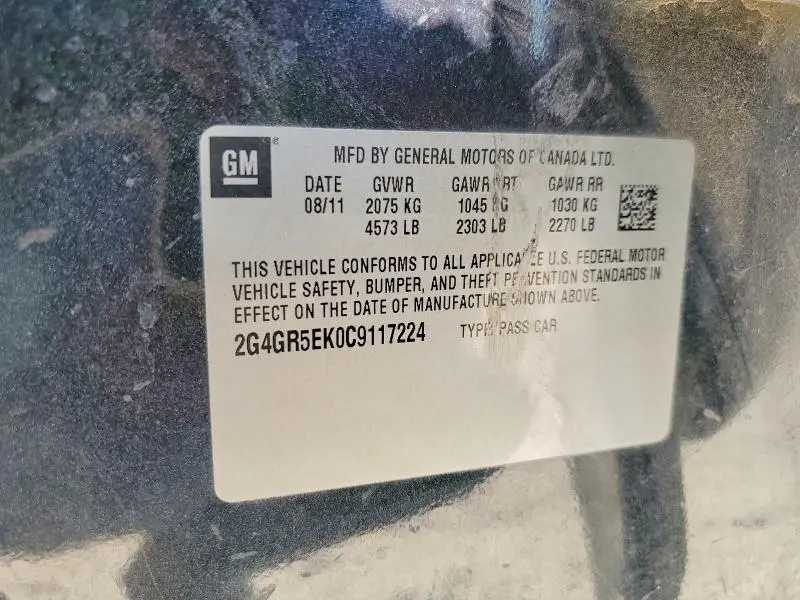 GM®
MFD BY GENERAL MOTORS OF CANADA LTD.
DATE GVWR GAWR FRT GAWR RR
08/11 2075 KG 1045 KG 1030 KG
4573 LB 2303 LB 2270 LB
THIS VEHICLE CONFORMS TO ALL APPLICABLE U.S. FEDERAL MOTOR
VEHICLE SAFETY, BUMPER, AND THEFT PREVENTION STANDARDS IN
EFFECT ON THE DATE OF MANUFACTURE SHOWN ABOVE.
2G4GR5EK0C9117224 TYPE: PASS CAR